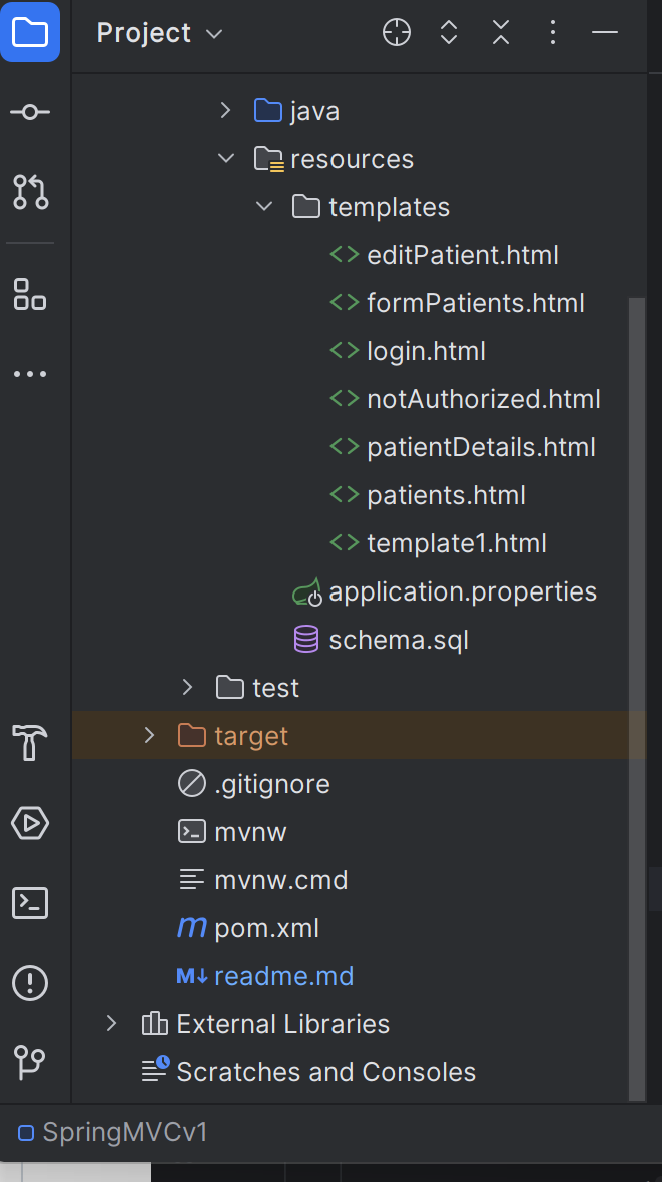 Project
java
resources
templates
<> editPatient.html
<> formPatients.html
<> login.html
<> notAuthorized.html
<> patientDetails.html
<> patients.html
<> template1.html
application.properties
schema.sql
test
target
.gitignore
mvnw
mvnw.cmd
m pom.xml
M↓ readme.md
External Libraries
Scratches and Consoles
SpringMVCv1